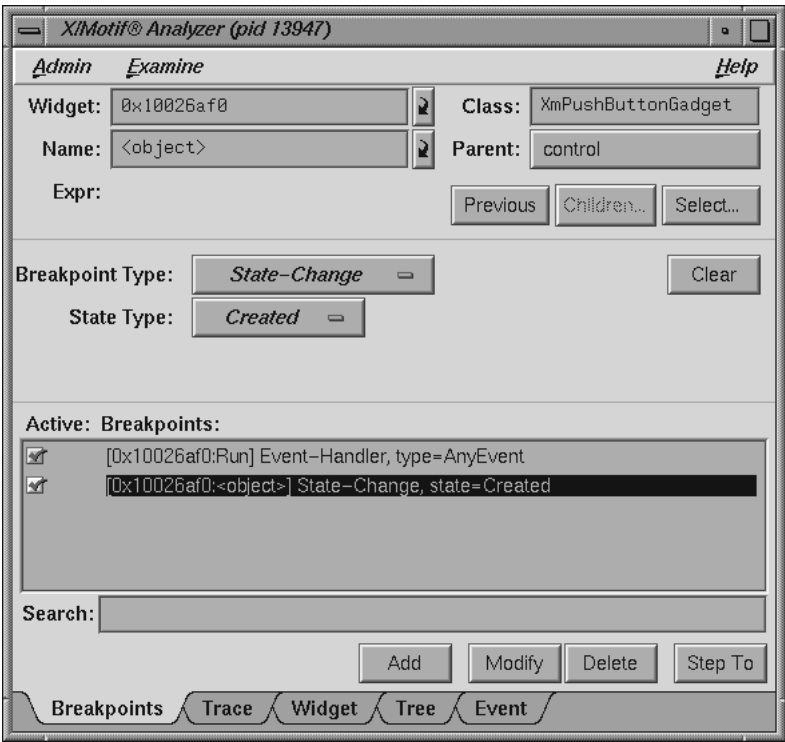 X/Motif® Analyzer (pid 13947)
Admin Examine Help
Widget: 0x10026af0 Class: XmPushButtonGadget
Name: <object> Parent: control
Expr:
Previous Children... Select...
Breakpoint Type: State-Change Clear
State Type: Created
Active: Breakpoints:
[0x10026af0:Run] Event-Handler, type=AnyEvent
[0x10026af0:<object>] State-Change, state=Created
Search:
Add Modify Delete Step To
Breakpoints Trace Widget Tree Event